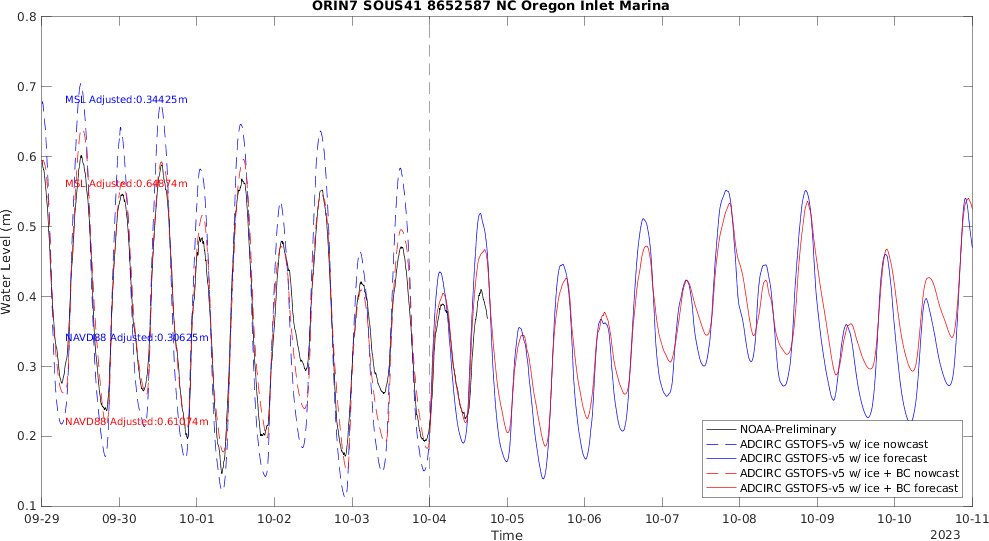 ORIN7 SOUS41 8652587 NC Oregon Inlet Marina
0.8
0.7
0.6
0.5
0.4
0.3
0.2
0.1
Water Level (m)
MSL Adjusted:0.34425m
MSL Adjusted:0.64874m
NAVD88 Adjusted:0.30625m
NAVD88 Adjusted:0.61074m
NOAA-Preliminary
ADCIRC GSTOFS-v5 w/ice nowcast
ADCIRC GSTOFS-v5 w/ice forecast
ADCIRC GSTOFS-v5 w/ice + BC nowcast
ADCIRC GSTOFS-v5 w/ice + BC forecast
09-29 09-30 10-01 10-02 10-03 10-04 10-05 10-06 10-07 10-08 10-09 10-10 10-11
Time
2023